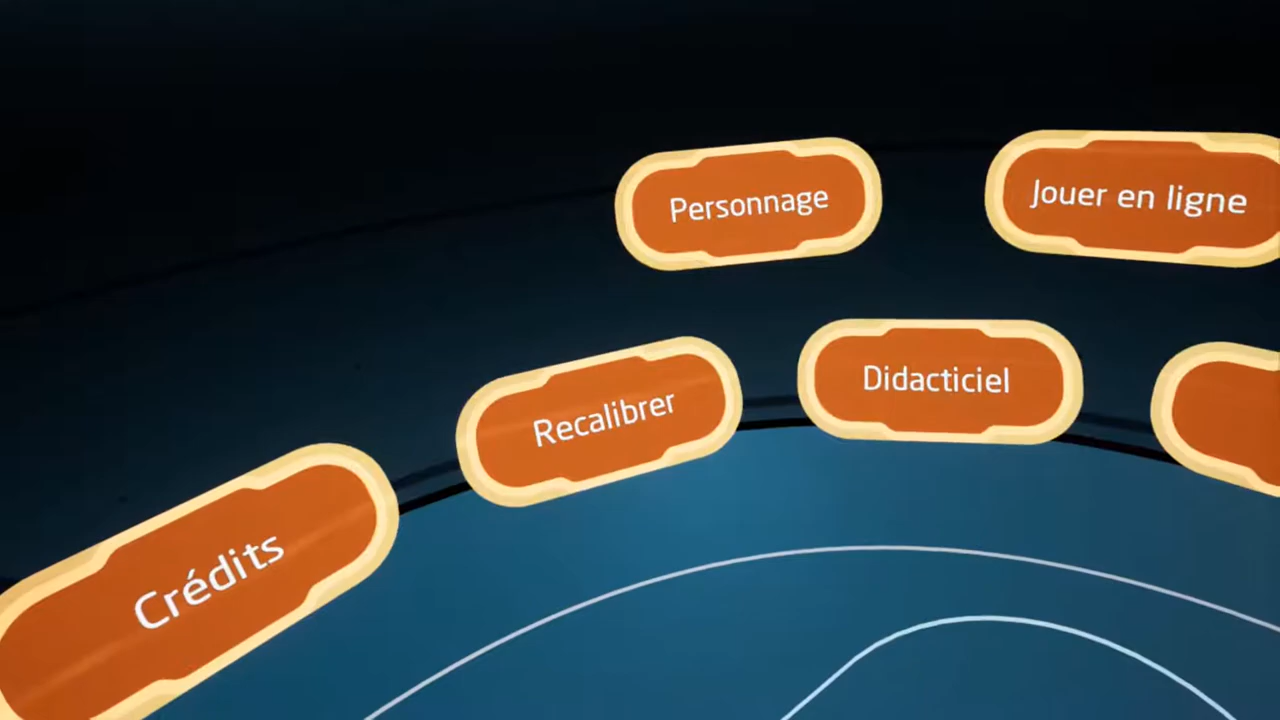 Personnage
Jouer en ligne
Didacticiel
Recalibrer
Crédits